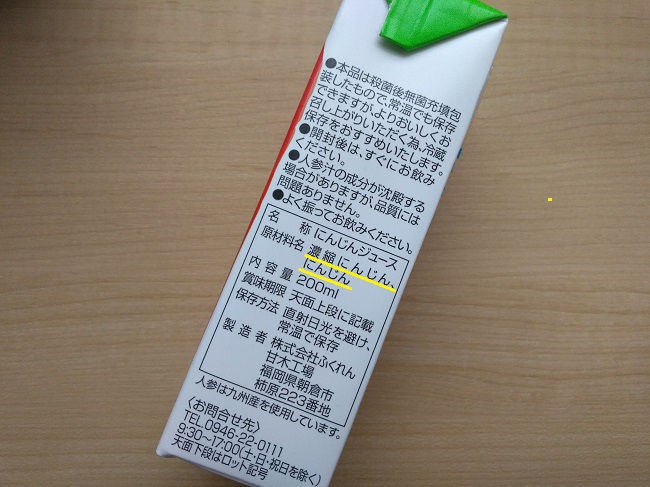 ●本品は殺菌後無菌充填包
装したもので、常温でも保存
できますが、よりおいしくお
召し上がりいただく為、冷蔵
保存をおすすめいたします。
●開封後は、すぐにお飲み
ください。
●人参汁の成分が沈殿する
場合がありますが、品質には
問題ありません。
●よく振ってお飲みください。
名称 にんじんジュース
原材料名 濃縮にんじん、
にんじん
内容量 200ml
賞味期限 天面上段に記載
保存方法 直射日光を避け、
常温で保存
製造者 株式会社ふくれん
甘木工場
福岡県朝倉市
柿原223番地
人参は九州産を使用しています。
〈お問合せ先〉
TEL.0946-22-0111
9:30〜17:00(土・日・祝日を除く)
天面下段はロット記号